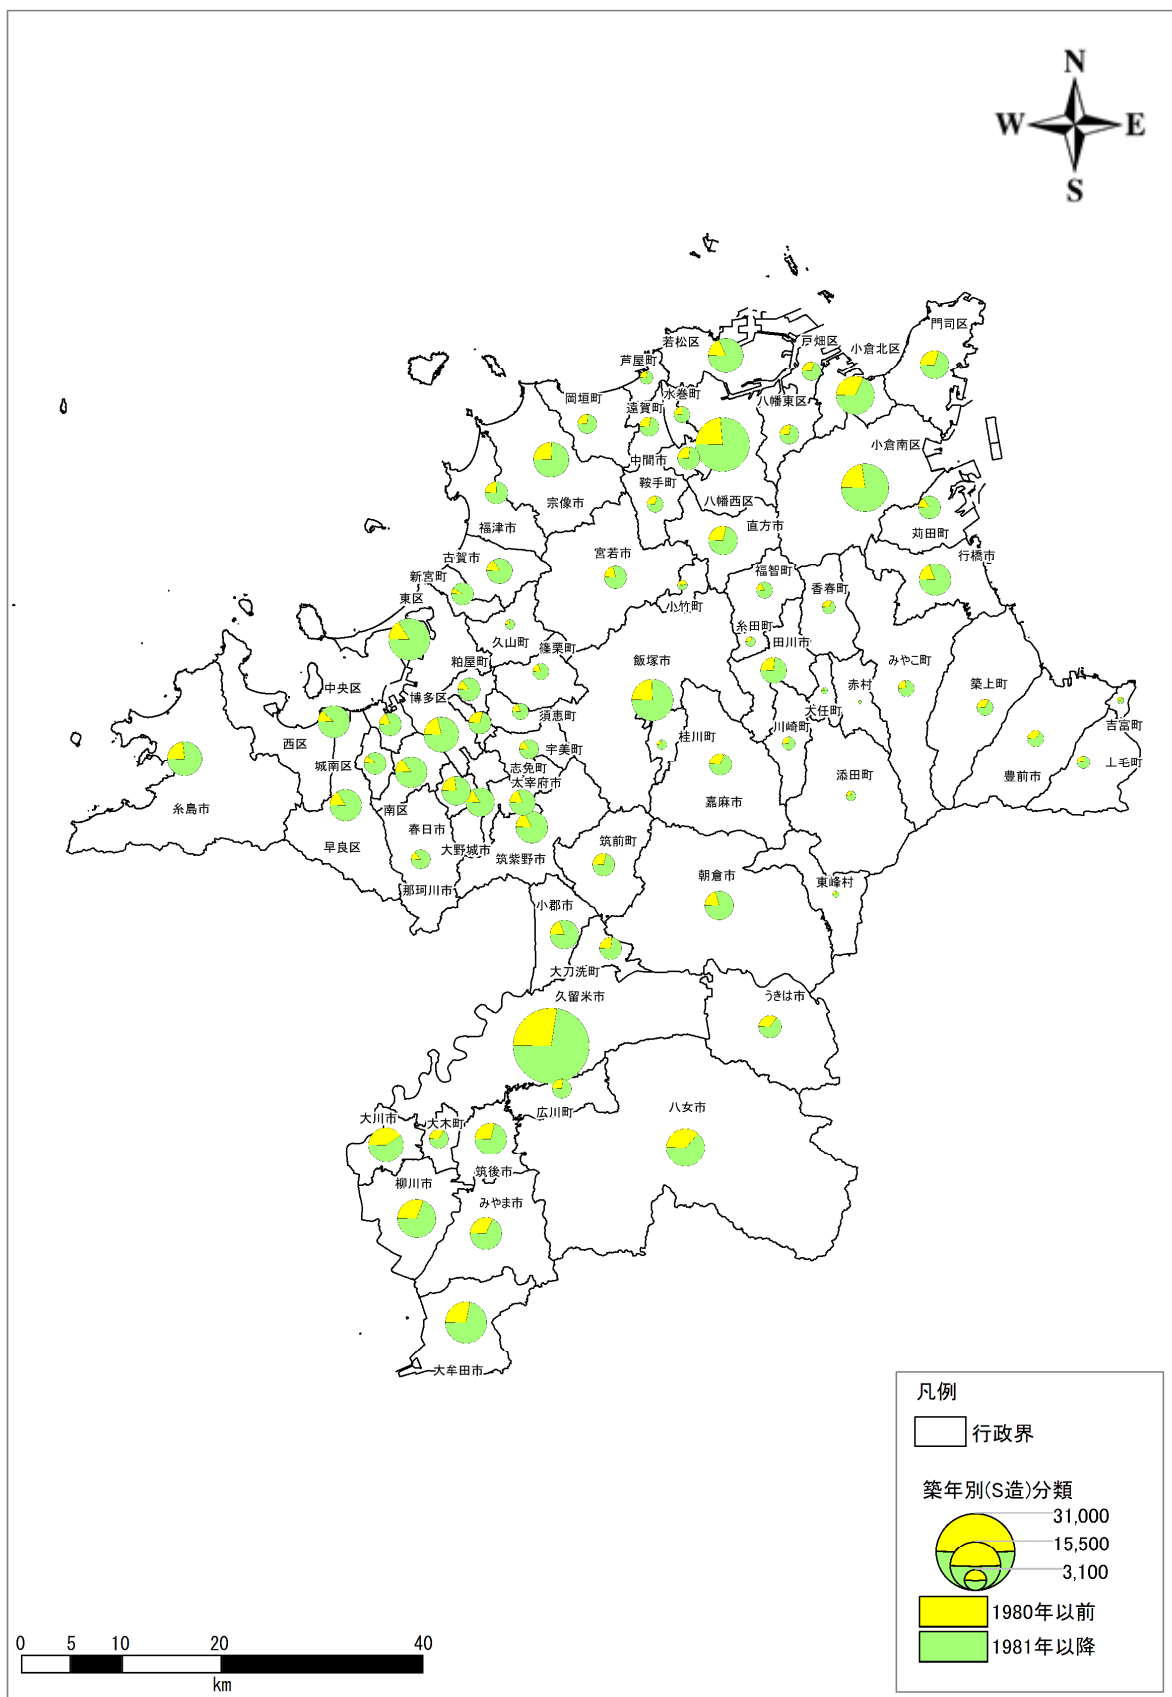 N
W E
S
門司区
若松区
戸畑区
小倉北区
芦屋町
岡垣町
遠賀町
水巻町
八幡東区
小倉南区
中間市
鞍手町
八幡西区
宗像市
福津市
直方市
苅田町
行橋市
古賀市
宮若市
新宮町
福智町
香春町
東区
小竹町
久山町
糸田町
篠栗町
田川市
粕屋町
飯塚市
みやこ町
中央区
博多区
赤村
築上町
大任町
須恵町
川崎町
吉富町
西区
桂川町
宇美町
城南区
志免町
太宰府市
添田町
豊前市
上毛町
糸島市
南区
嘉麻市
春日市
早良区
大野城市
筑紫野市
筑前町
那珂川市
朝倉市
東峰村
小郡市
大刀洗町
久留米市
うきは市
広川町
八女市
大川市
大木町
筑後市
柳川市
みやま市
大牟田市
凡例
行政界
築年別(S造)分類
31,000
15,500
3,100
1980年以前
1981年以降
0 5 10 20 40
km